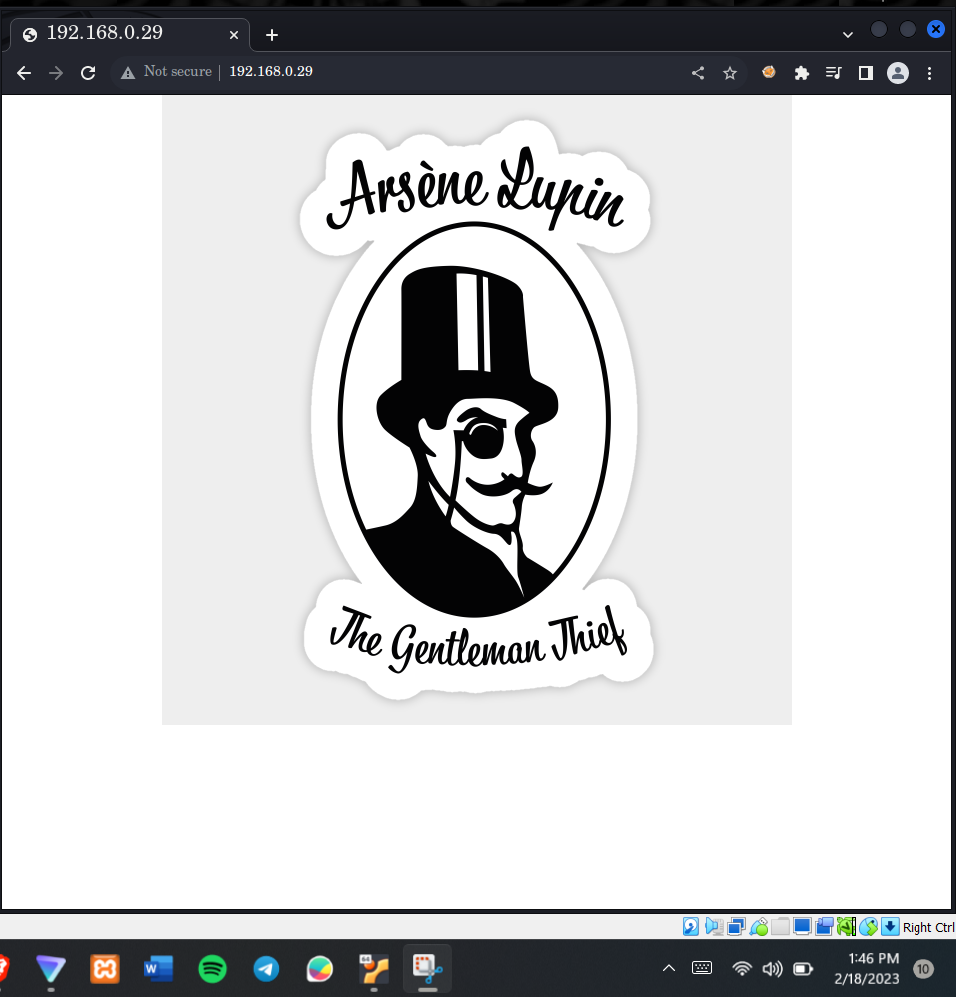 192.168.0.29
Not secure | 192.168.0.29
Arsène Lupin
The Gentleman Thief
Right Ctrl
64
W
1:46 PM
2/18/2023
10